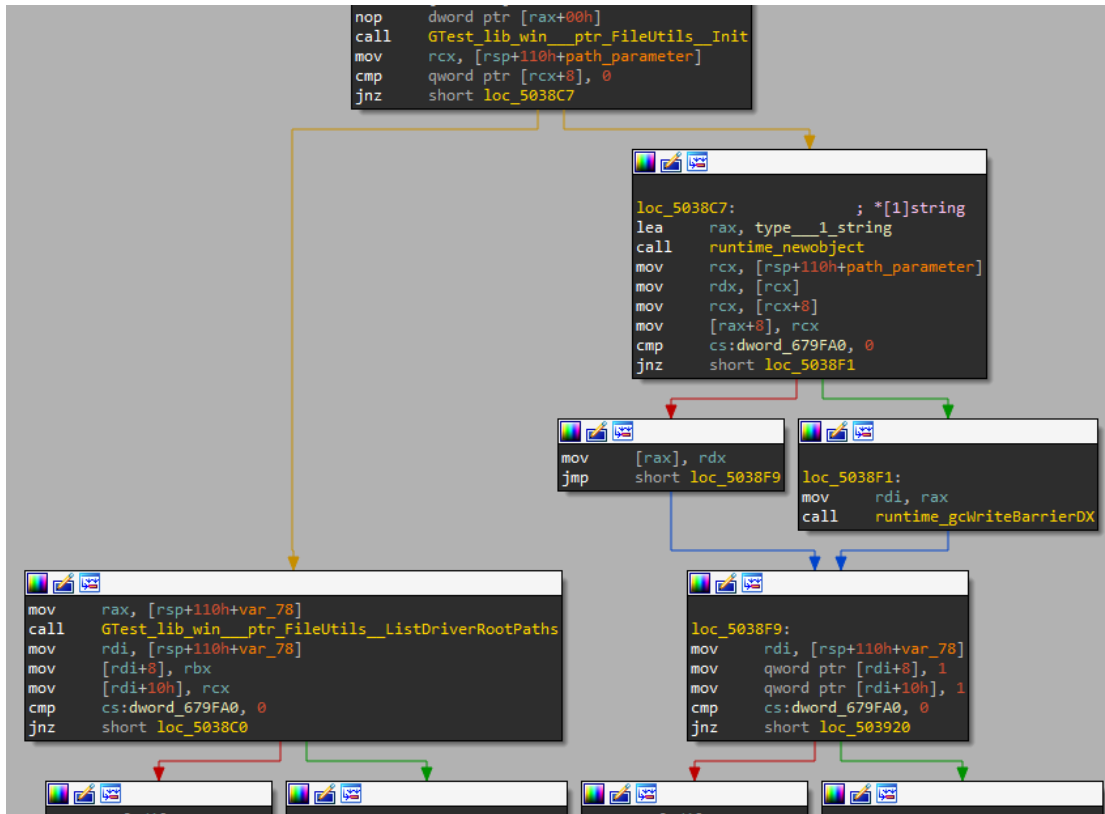 nop dword ptr [rax+00h]
call GTest_lib_win___ptr_FileUtils__Init
mov rcx, [rsp+110h+path_parameter]
cmp qword ptr [rcx+8], 0
jnz short loc_5038C7
loc_5038C7: ; *[1]string
lea rax, type___1_string
call runtime_newobject
mov rcx, [rsp+110h+path_parameter]
mov rdx, [rcx]
mov rcx, [rcx+8]
mov [rax+8], rcx
cmp cs:dword_679FA0, 0
jnz short loc_5038F1
mov [rax], rdx
jmp short loc_5038F9
loc_5038F1:
mov rdi, rax
call runtime_gcWriteBarrierDX
mov rax, [rsp+110h+var_78]
call GTest_lib_win___ptr_FileUtils__ListDriverRootPaths
mov rdi, [rsp+110h+var_78]
mov [rdi+8], rbx
mov [rdi+10h], rcx
cmp cs:dword_679FA0, 0
jnz short loc_5038C0
loc_5038F9:
mov rdi, [rsp+110h+var_78]
mov qword ptr [rdi+8], 1
mov qword ptr [rdi+10h], 1
cmp cs:dword_679FA0, 0
jnz short loc_503920